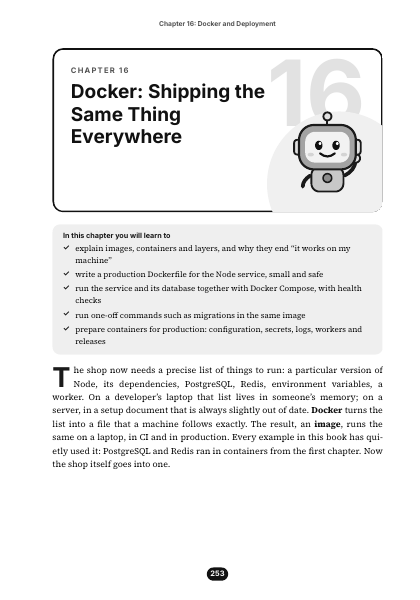 Chapter 16: Docker and Deployment
16
CHAPTER 16
Docker: Shipping the
Same Thing
Everywhere
In this chapter you will learn to
✓ explain images, containers and layers, and why they end “it works on my
machine”
✓ write a production Dockerfile for the Node service, small and safe
✓ run the service and its database together with Docker Compose, with health
checks
✓ run one-off commands such as migrations in the same image
✓ prepare containers for production: configuration, secrets, logs, workers and
releases
The shop now needs a precise list of things to run: a particular version of
Node, its dependencies, PostgreSQL, Redis, environment variables, a
worker. On a developer’s laptop that list lives in someone’s memory; on a
server, in a setup document that is always slightly out of date. Docker turns the
list into a file that a machine follows exactly. The result, an image, runs the
same on a laptop, in CI and in production. Every example in this book has qui-
etly used it: PostgreSQL and Redis ran in containers from the first chapter. Now
the shop itself goes into one.
253